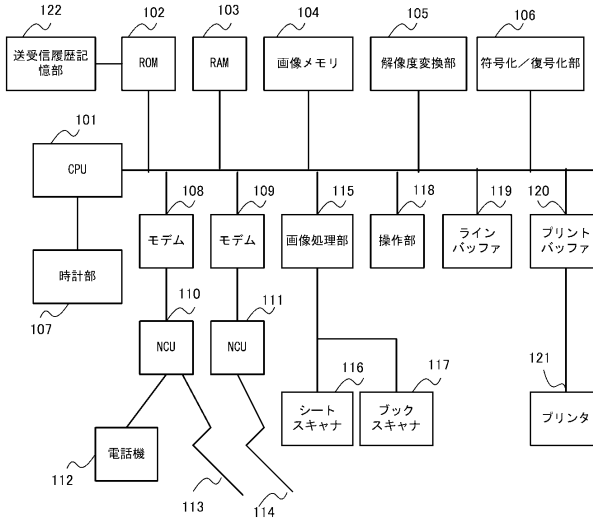 122
102
103
104
105
106
送受信履歴記
憶部
ROM
RAM
画像メモリ
解像度変換部
符号化／復号化部
101
CPU
108
109
115
118
119
120
モデム
モデム
画像処理部
操作部
ライン
バッファ
プリント
バッファ
時計部
107
110
111
NCU
NCU
116
117
121
シート
スキャナ
ブック
スキャナ
プリンタ
電話機
112
113
114